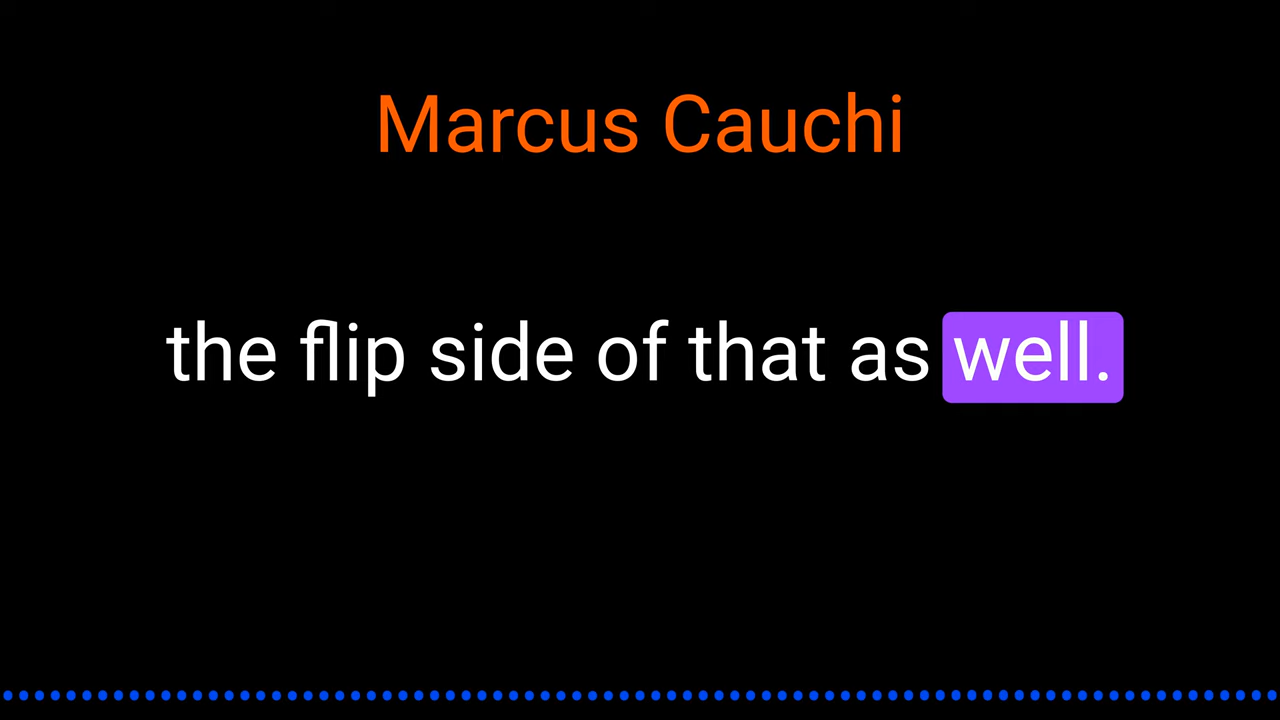 Marcus Cauchi
the flip side of that as well.